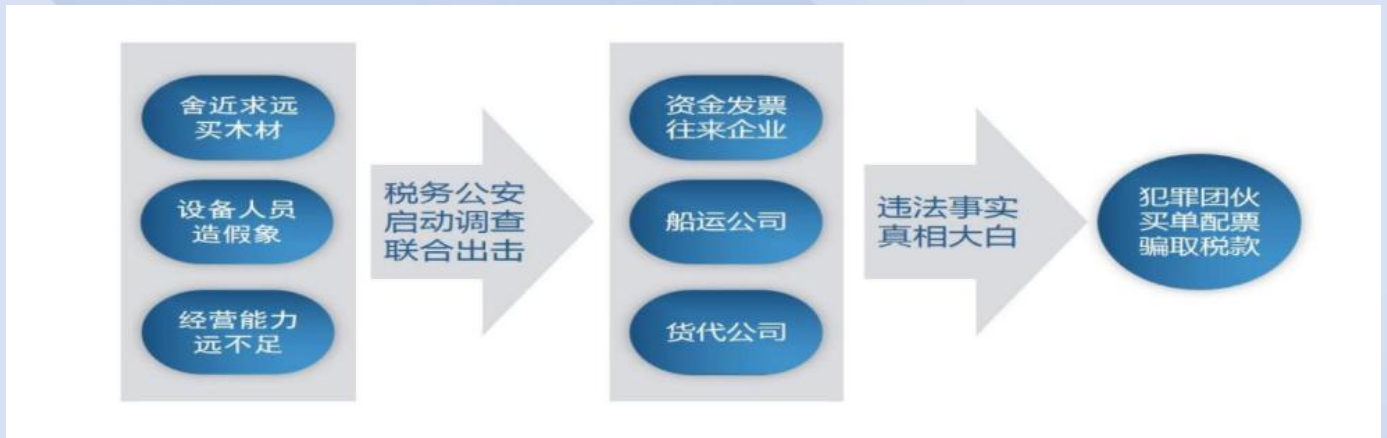 舍近求远
买木材
设备人员
造假象
经营能力
远不足
税务公安
启动调查
联合出击
资金发票
往来企业
船运公司
货代公司
违法事实
真相大白
犯罪团伙
买单配票
骗取税款